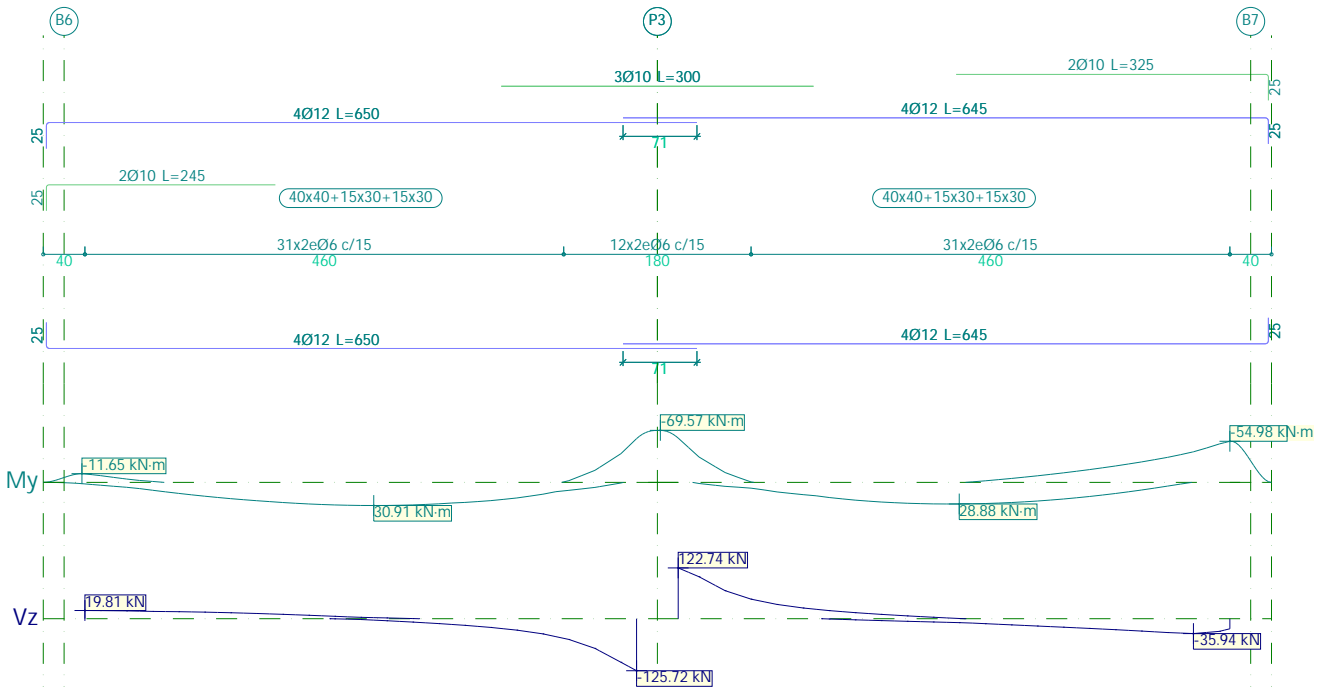 B6 P3 B7
2Ø10 L=325
3Ø10 L=300
25
4Ø12 L=650 4Ø12 L=645
25 71 25
2Ø10 L=245
25 40x40+15x30+15x30 40x40+15x30+15x30
31x2eØ6 c/15 12x2eØ6 c/15 31x2eØ6 c/15
40 460 180 460 40
25 4Ø12 L=650 4Ø12 L=645 25
71
-69.57 kN·m
-54.98 kN·m
-11.65 kN·m
My
30.91 kN·m 28.88 kN·m
122.74 kN
19.81 kN
Vz
-35.94 kN
-125.72 kN